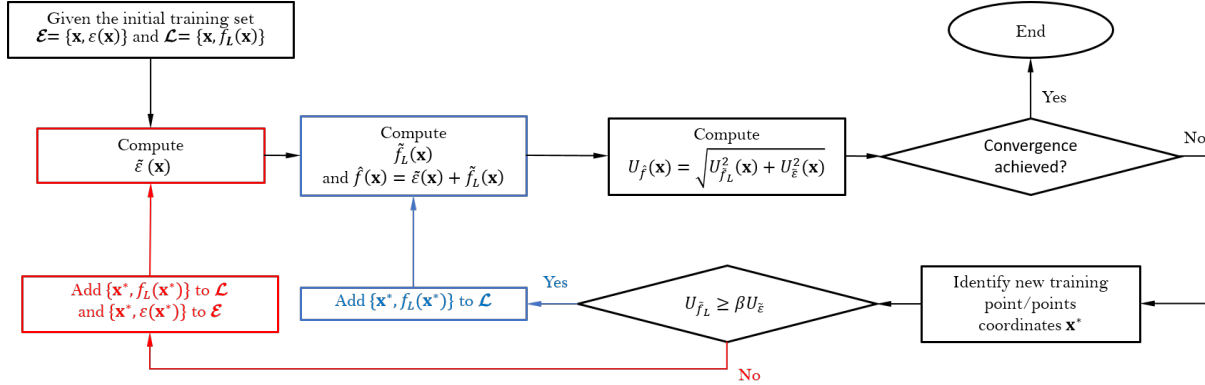 Given the initial training set
𝓔= {𝐱, ε(𝐱)} and 𝓛= {𝐱, f_L(𝐱)}
Compute
ε̃ (𝐱)
Compute
f̃_L(𝐱)
and f̂(𝐱) = ε̃(𝐱) + f̃_L(𝐱)
Compute
U_f̂(𝐱) = √(U²_f̃_L(𝐱) + U²_ε̃(𝐱))
Convergence
achieved?
Yes
End
No
Identify new training
point/points
coordinates 𝐱*
U_f̃_L ≥ βU_ε̃
Yes
Add {𝐱*, f_L(𝐱*)} to 𝓛
No
Add {𝐱*, f_L(𝐱*)} to 𝓛
and {𝐱*, ε(𝐱*)} to 𝓔